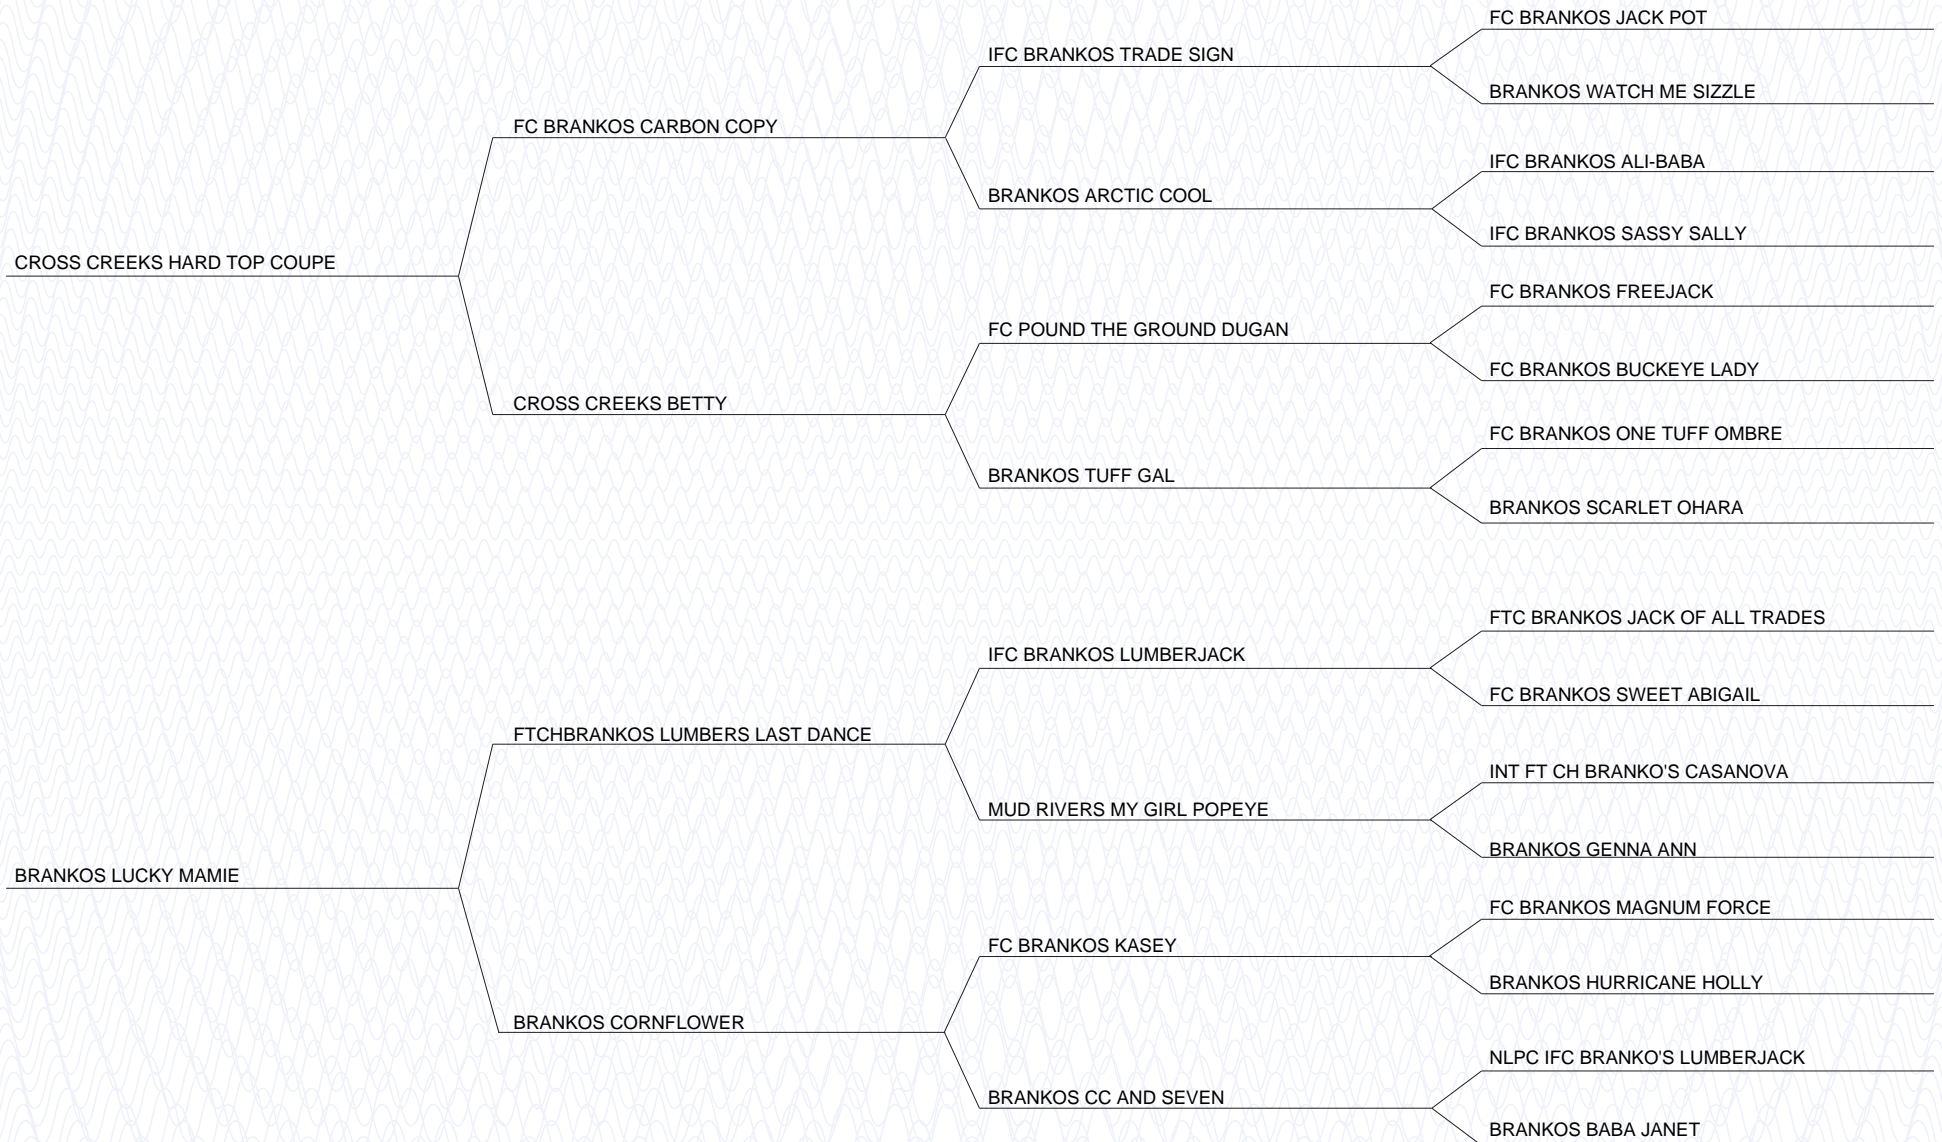 FC BRANKOS JACK POT
IFC BRANKOS TRADE SIGN
BRANKOS WATCH ME SIZZLE
FC BRANKOS CARBON COPY
IFC BRANKOS ALI-BABA
BRANKOS ARCTIC COOL
IFC BRANKOS SASSY SALLY
CROSS CREEKS HARD TOP COUPE
FC BRANKOS FREEJACK
FC POUND THE GROUND DUGAN
FC BRANKOS BUCKEYE LADY
CROSS CREEKS BETTY
FC BRANKOS ONE TUFF OMBRE
BRANKOS TUFF GAL
BRANKOS SCARLET OHARA
FTC BRANKOS JACK OF ALL TRADES
IFC BRANKOS LUMBERJACK
FC BRANKOS SWEET ABIGAIL
FTCHBRANKOS LUMBERS LAST DANCE
INT FT CH BRANKO'S CASANOVA
MUD RIVERS MY GIRL POPEYE
BRANKOS GENNA ANN
BRANKOS LUCKY MAMIE
FC BRANKOS MAGNUM FORCE
FC BRANKOS KASEY
BRANKOS HURRICANE HOLLY
BRANKOS CORNFLOWER
NLPC IFC BRANKO'S LUMBERJACK
BRANKOS CC AND SEVEN
BRANKOS BABA JANET